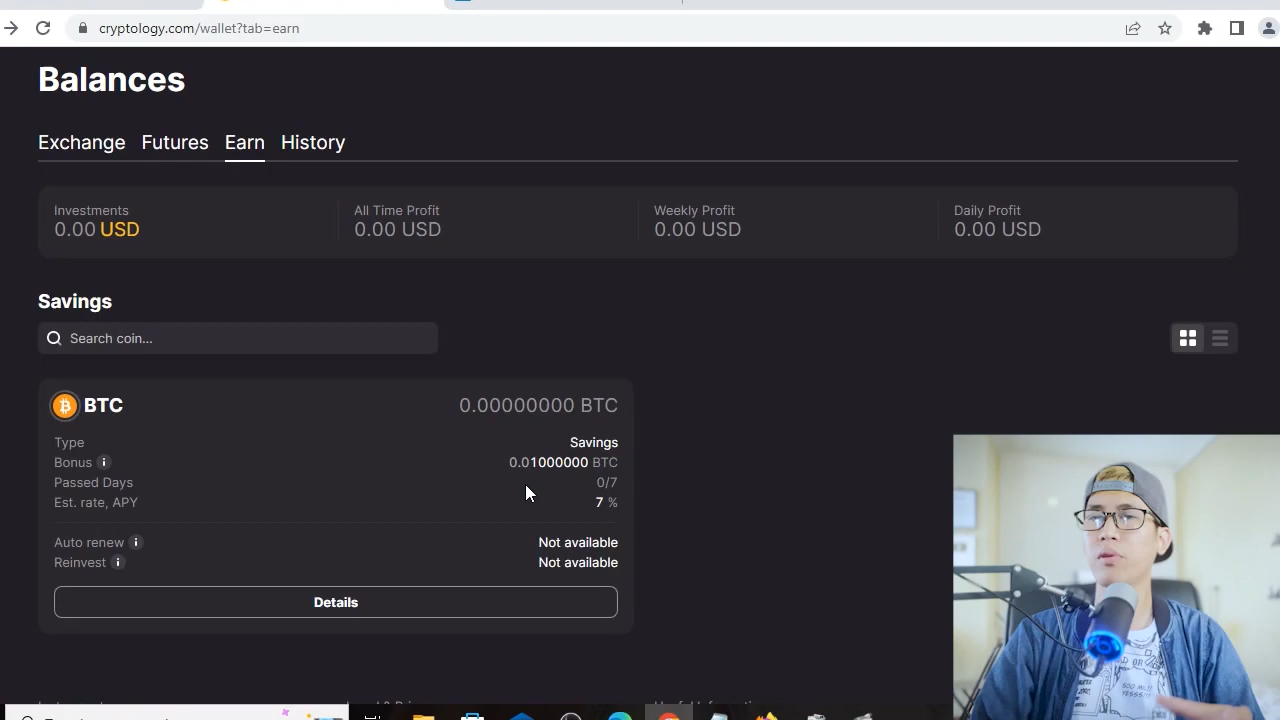 cryptology.com/wallet?tab=earn
Balances
Exchange Futures Earn History
Investments All Time Profit Weekly Profit Daily Profit
0.00 USD 0.00 USD 0.00 USD 0.00 USD
Savings
Search coin...
BTC 0.00000000 BTC
Type Savings
Bonus 0.01000000 BTC
Passed Days 0/7
Est. rate, APY 7 %
Auto renew Not available
Reinvest Not available
Details